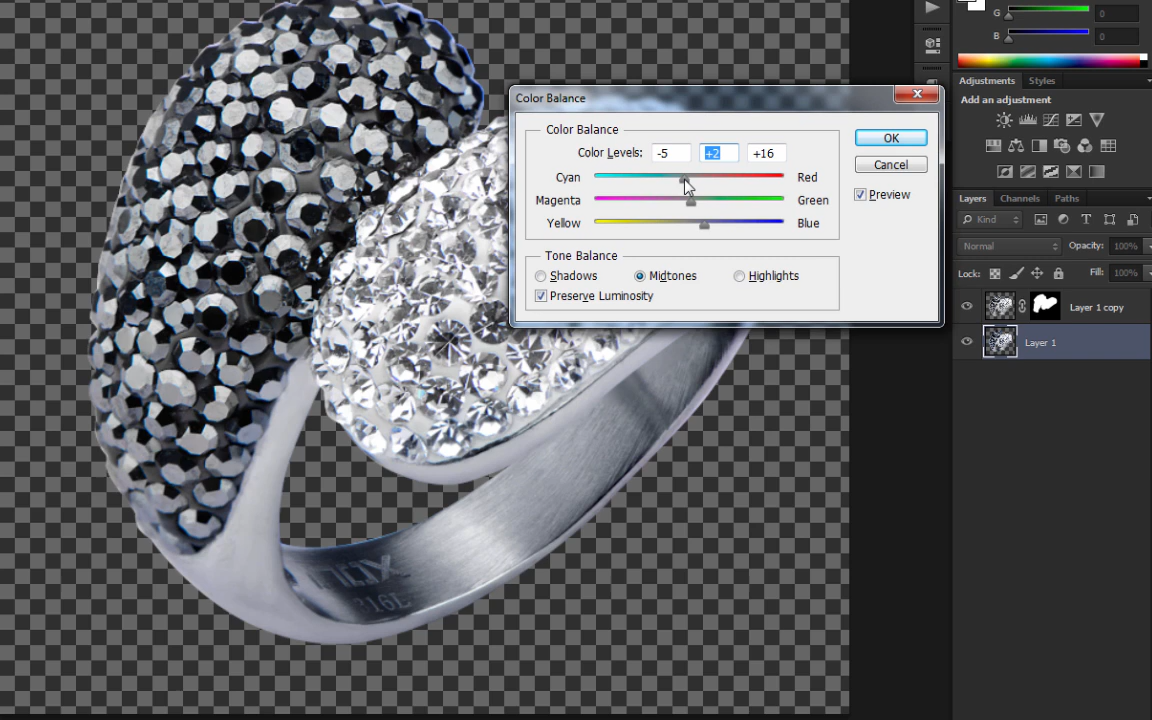 G 0
B 0
Adjustments Styles
Add an adjustment
Color Balance
Color Balance
Color Levels: -5 +2 +16
Cyan Red
Magenta Green
Yellow Blue
Tone Balance
Shadows Midtones Highlights
Preserve Luminosity
OK
Cancel
Preview
Layers Channels Paths
Kind
Normal Opacity: 100%
Lock: Fill: 100%
Layer 1 copy
Layer 1
316L